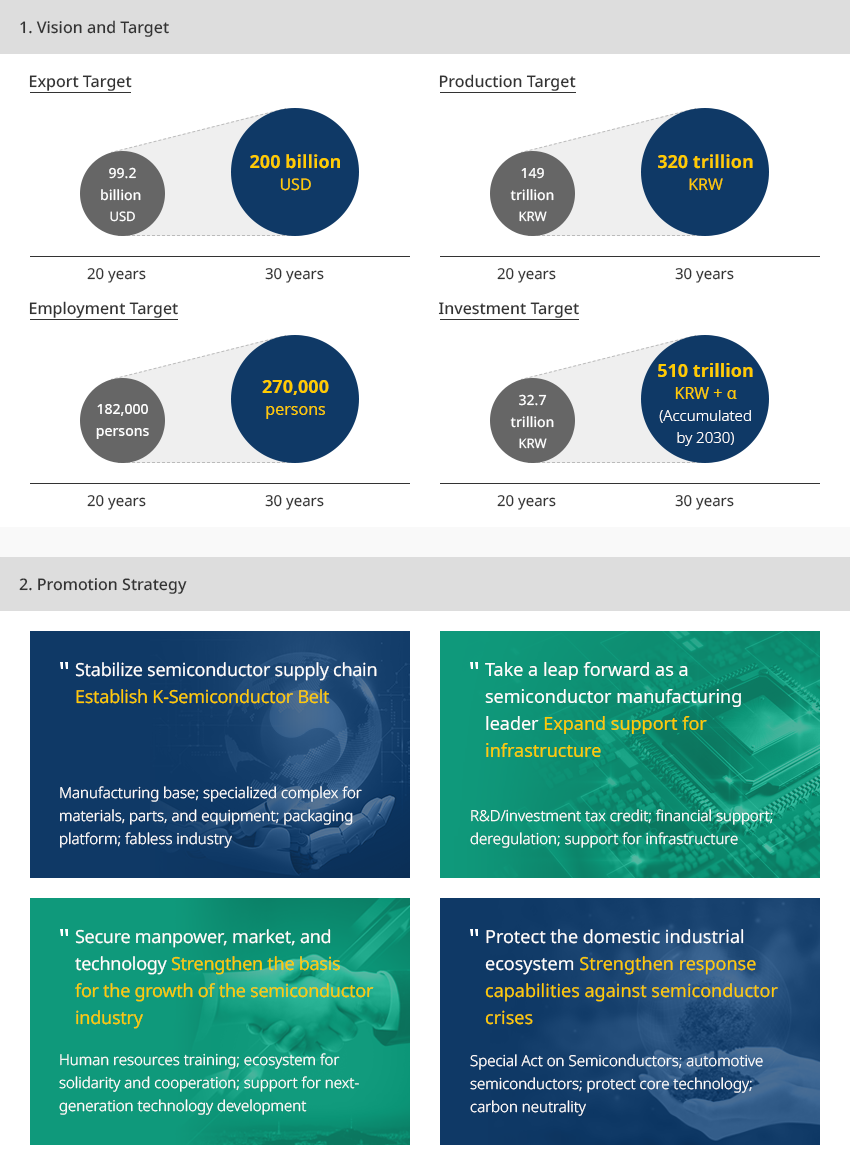 1. Vision and Target
Export Target
99.2
billion
USD
200 billion
USD
20 years
30 years
Production Target
149
trillion
KRW
320 trillion
KRW
20 years
30 years
Employment Target
182,000
persons
270,000
persons
20 years
30 years
Investment Target
32.7
trillion
KRW
510 trillion
KRW + α
(Accumulated
by 2030)
20 years
30 years
2. Promotion Strategy
" Stabilize semiconductor supply chain
Establish K-Semiconductor Belt
Manufacturing base; specialized complex for
materials, parts, and equipment; packaging
platform; fabless industry
" Take a leap forward as a
semiconductor manufacturing
leader Expand support for
infrastructure
R&D/investment tax credit; financial support;
deregulation; support for infrastructure
" Secure manpower, market, and
technology Strengthen the basis
for the growth of the semiconductor
industry
Human resources training; ecosystem for
solidarity and cooperation; support for next-
generation technology development
" Protect the domestic industrial
ecosystem Strengthen response
capabilities against semiconductor
crises
Special Act on Semiconductors; automotive
semiconductors; protect core technology;
carbon neutrality